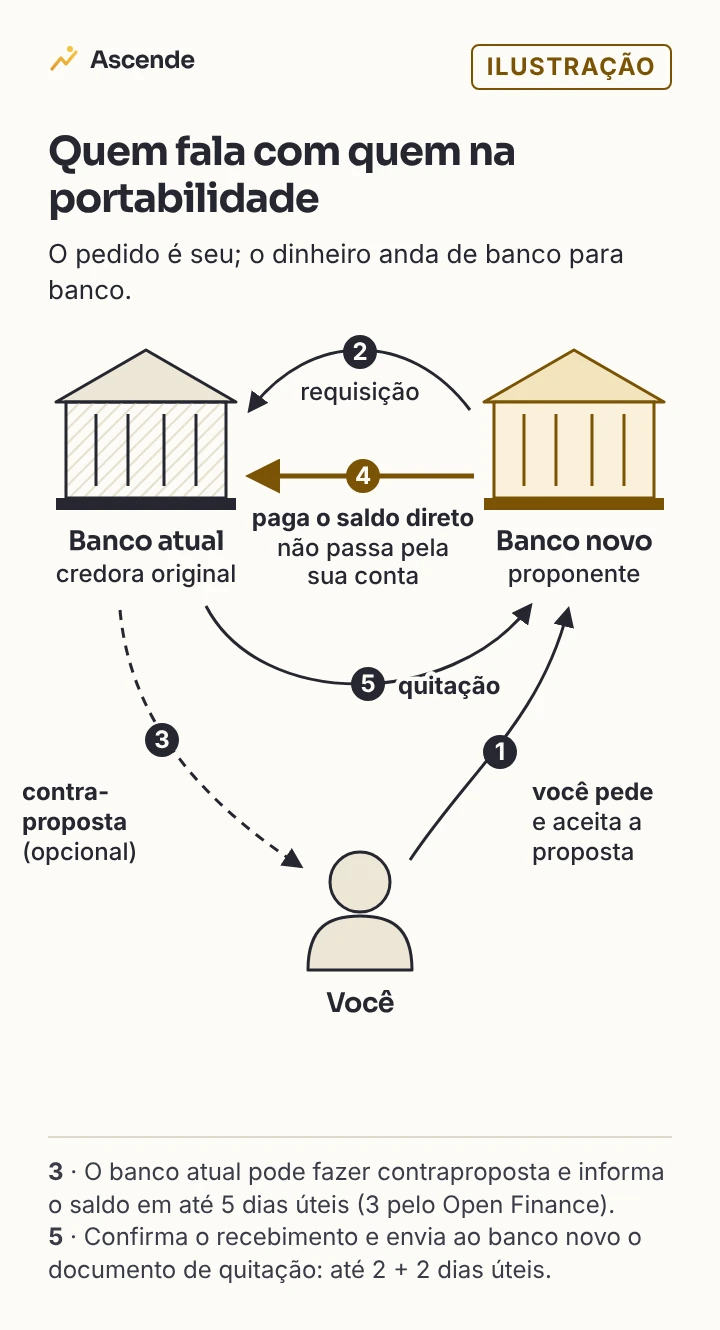 Ascende
ILUSTRAÇÃO
Quem fala com quem na
portabilidade
O pedido é seu; o dinheiro anda de banco para
banco.
2
requisição
4
paga o saldo direto
não passa pela
sua conta
Banco atual
credora original
Banco novo
proponente
5
quitação
3
contra-
proposta
(opcional)
1
você pede
e aceita a
proposta
Você
3 · O banco atual pode fazer contraproposta e informa
o saldo em até 5 dias úteis (3 pelo Open Finance).
5 · Confirma o recebimento e envia ao banco novo o
documento de quitação: até 2 + 2 dias úteis.